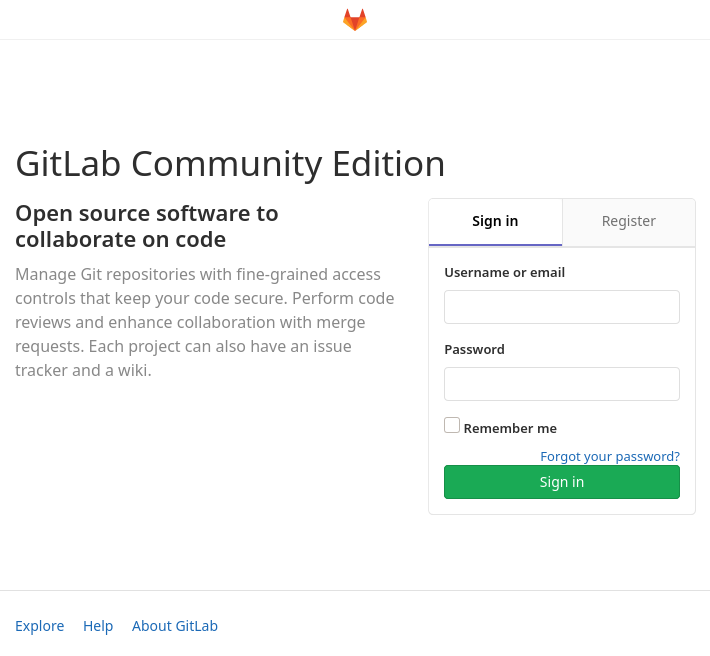 GitLab Community Edition
Open source software to
collaborate on code
Manage Git repositories with fine-grained access
controls that keep your code secure. Perform code
reviews and enhance collaboration with merge
requests. Each project can also have an issue
tracker and a wiki.
Sign in
Register
Username or email
Password
Remember me
Forgot your password?
Sign in
Explore
Help
About GitLab